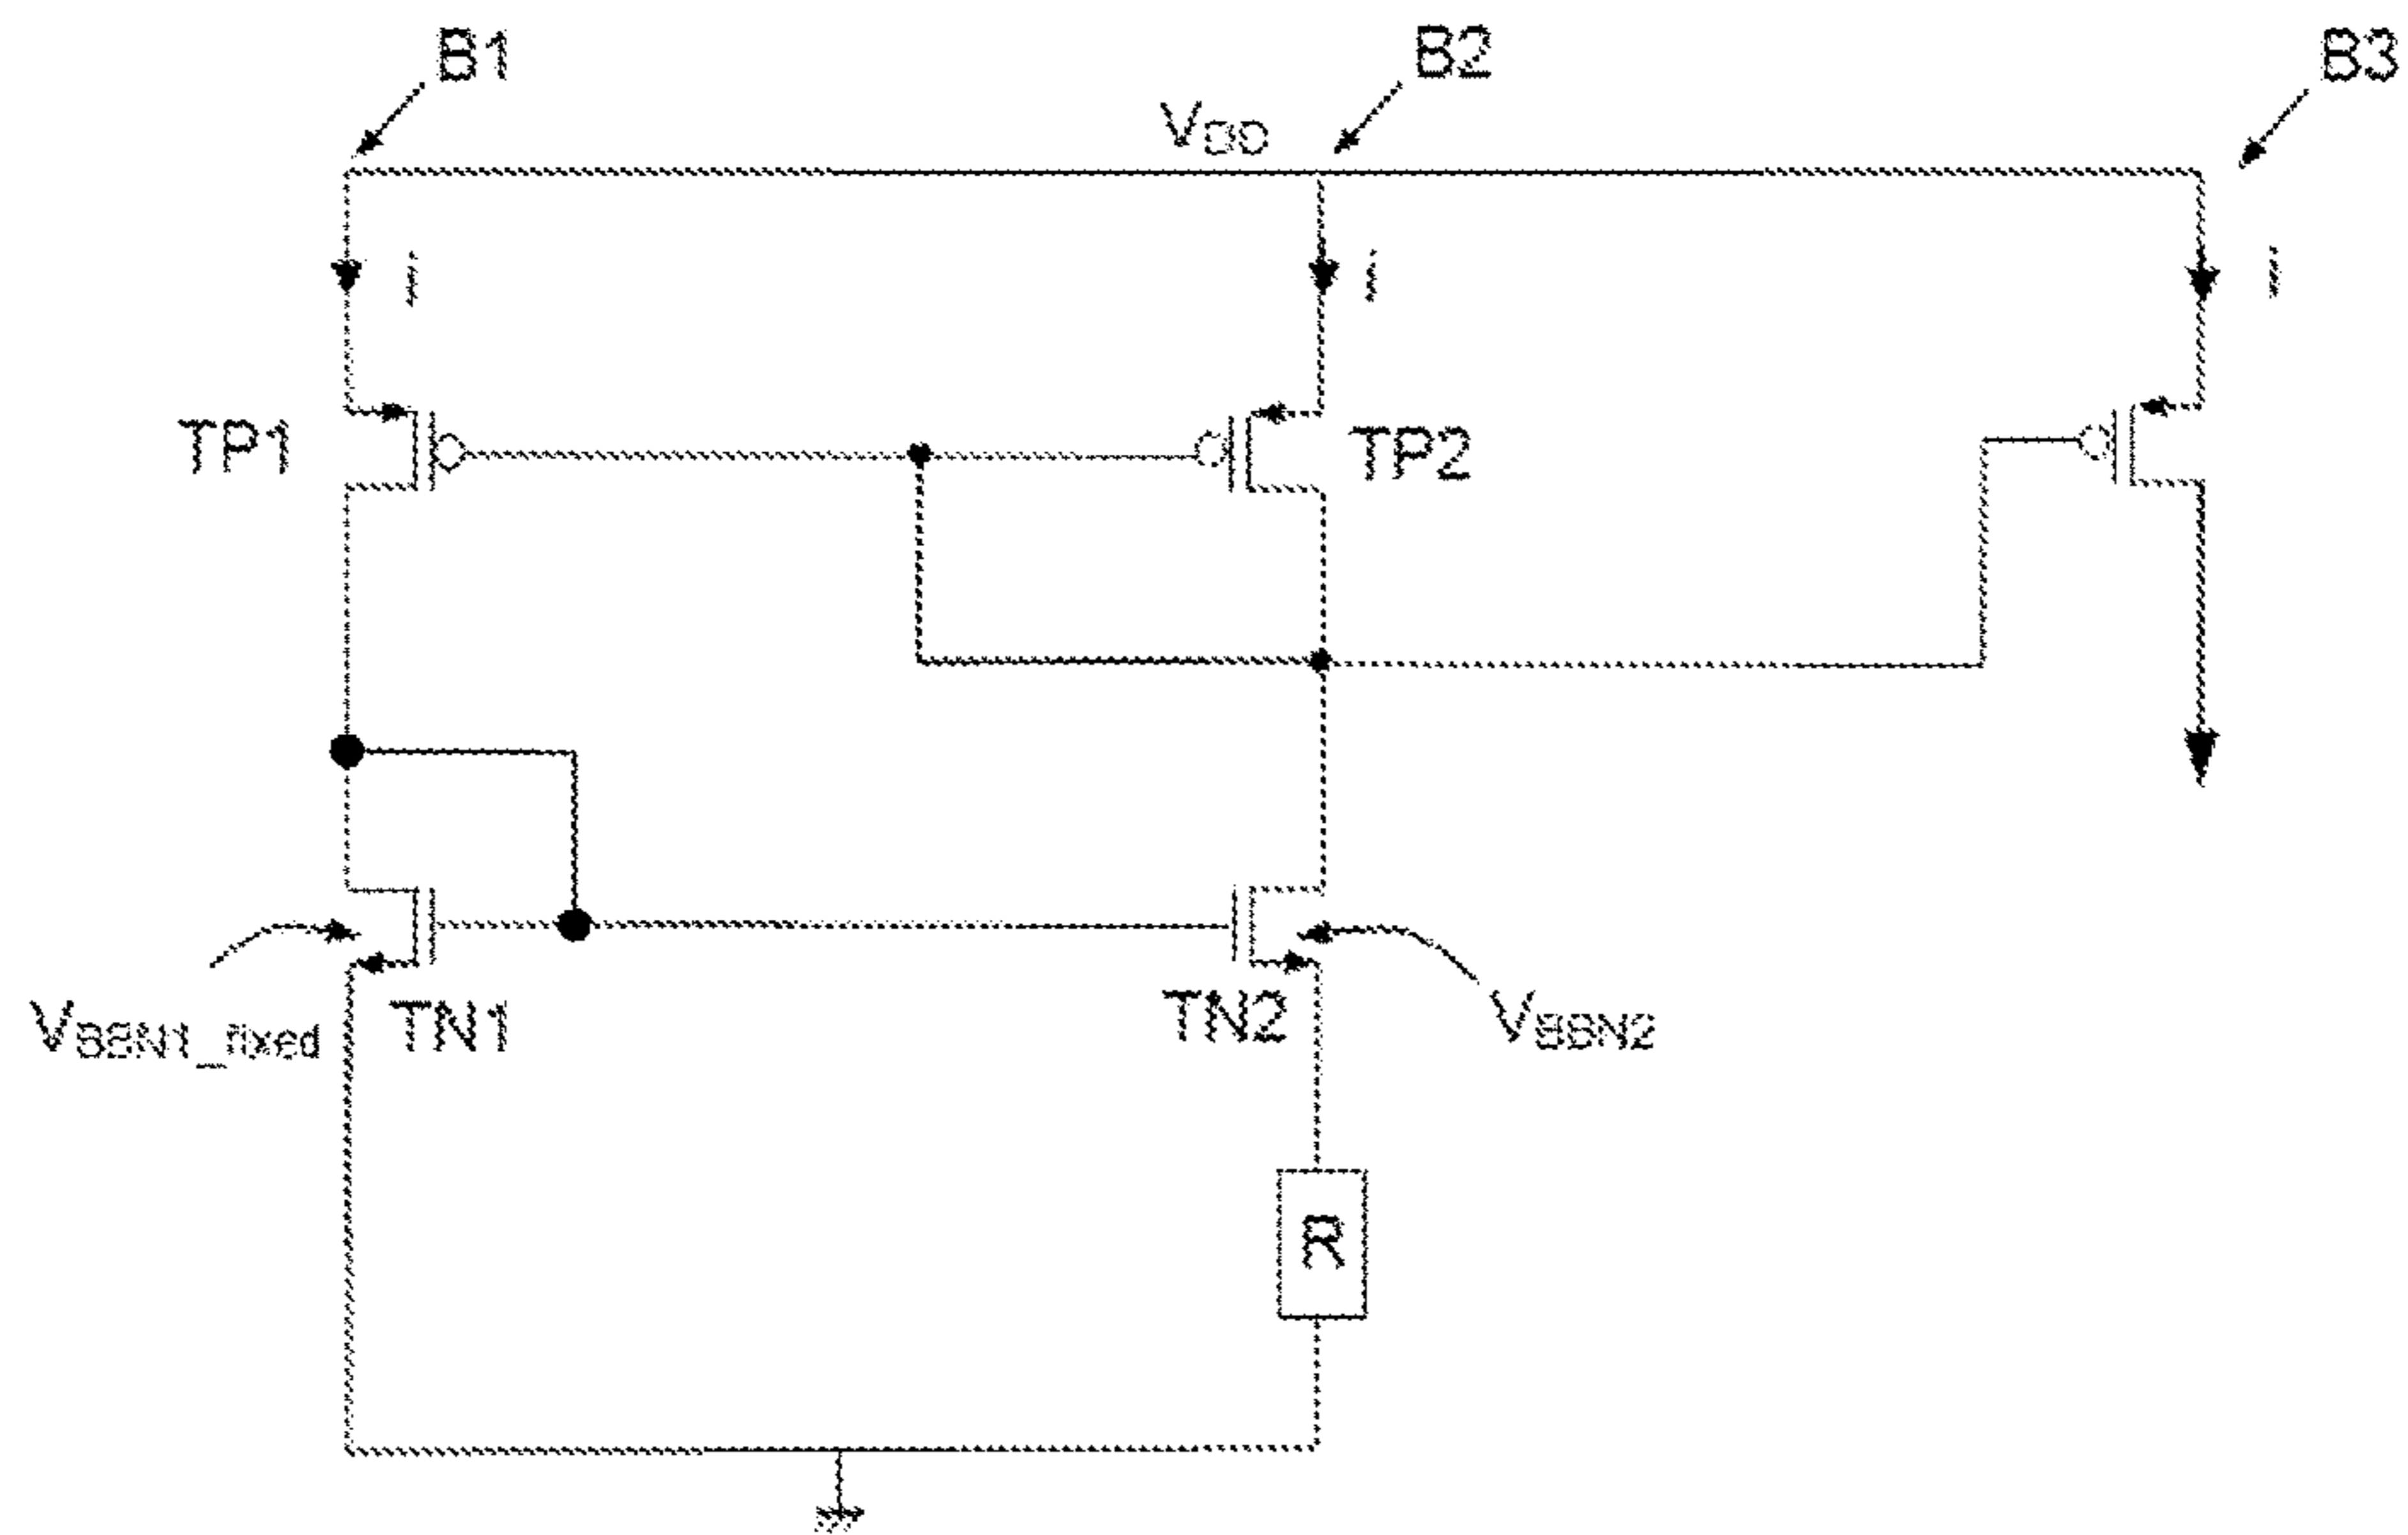 B1
B2
B3
VDD
i
i
i
TP1
TP2
TN1
TN2
VBBN1_fixed
VBBN2
R